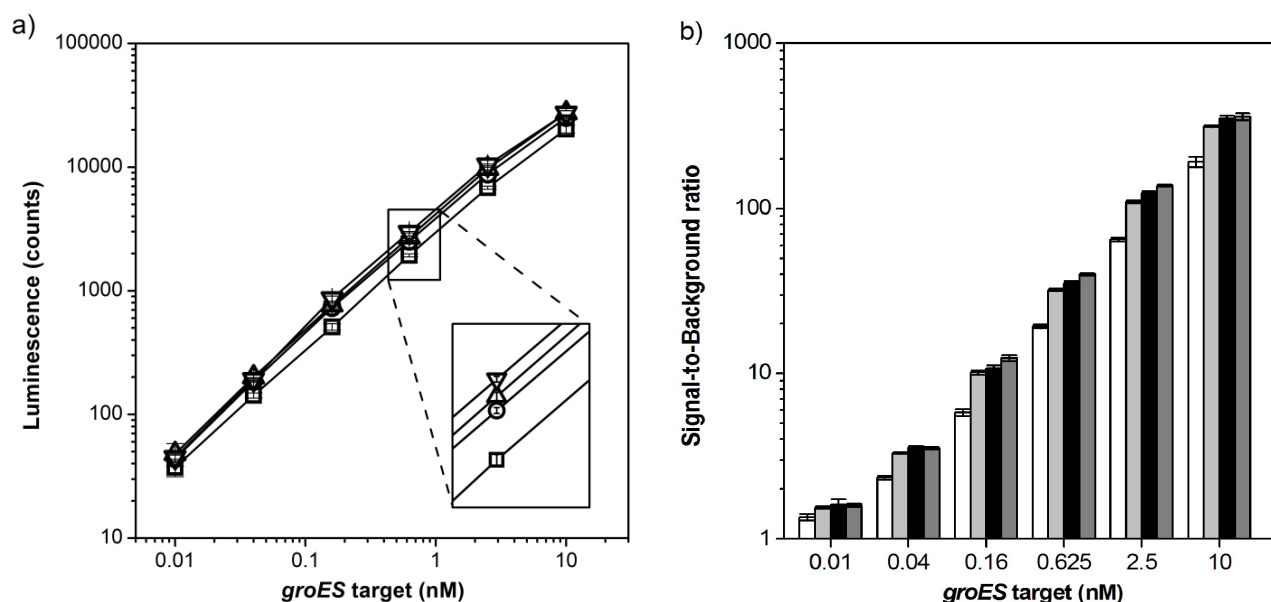 a)
100000
10000
1000
100
10
Luminescence (counts)
0.01 0.1 1 10
groES target (nM)
b)
1000
100
10
1
Signal-to-Background ratio
0.01 0.04 0.16 0.625 2.5 10
groES target (nM)